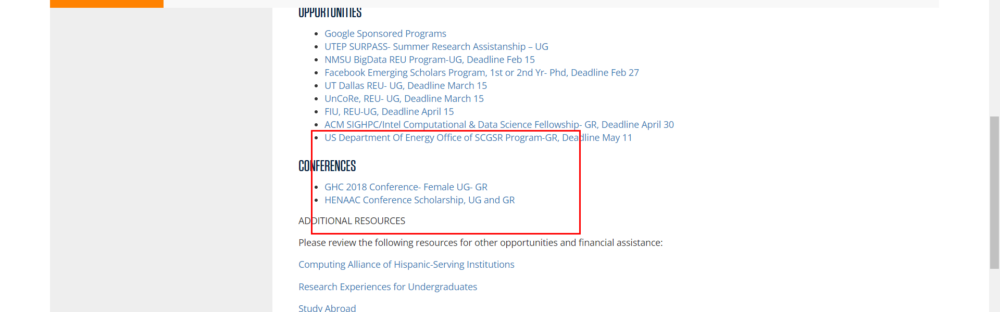 OPPORTUNITIES
Google Sponsored Programs
UTEP SURPASS- Summer Research Assistanship – UG
NMSU BigData REU Program-UG, Deadline Feb 15
Facebook Emerging Scholars Program, 1st or 2nd Yr- Phd, Deadline Feb 27
UT Dallas REU- UG, Deadline March 15
UnCoRe, REU- UG, Deadline March 15
FIU, REU-UG, Deadline April 15
ACM SIGHPC/Intel Computational & Data Science Fellowship- GR, Deadline April 30
US Department Of Energy Office of SCGSR Program-GR, Deadline May 11
CONFERENCES
GHC 2018 Conference- Female UG- GR
HENAAC Conference Scholarship, UG and GR
ADDITIONAL RESOURCES
Please review the following resources for other opportunities and financial assistance:
Computing Alliance of Hispanic-Serving Institutions
Research Experiences for Undergraduates
Study Abroad